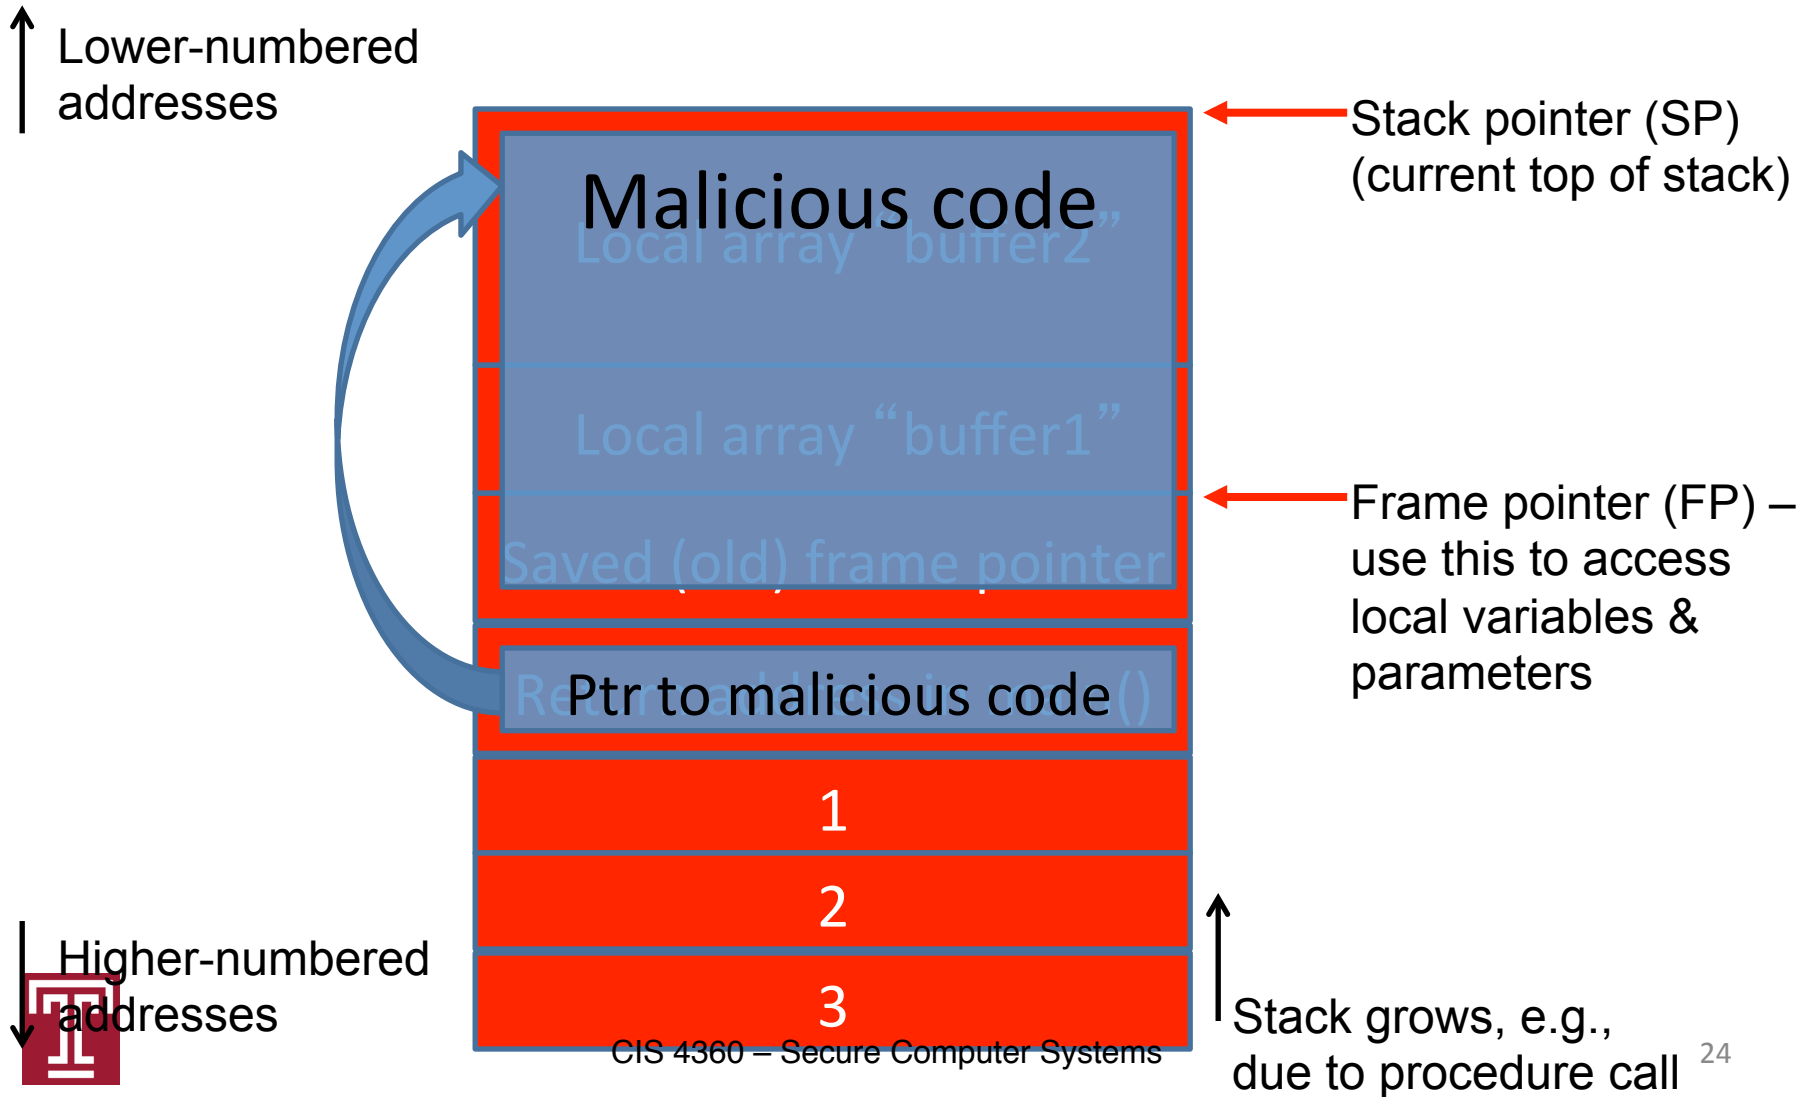 Lower-numbered
addresses
Stack pointer (SP)
(current top of stack)
Malicious code
Local array “buffer2”
Local array “buffer1”
Frame pointer (FP) –
use this to access
local variables &
parameters
Saved (old) frame pointer
Ptr to malicious code
1
2
3
Higher-numbered
addresses
Stack grows, e.g.,
due to procedure call
CIS 4360 – Secure Computer Systems
24